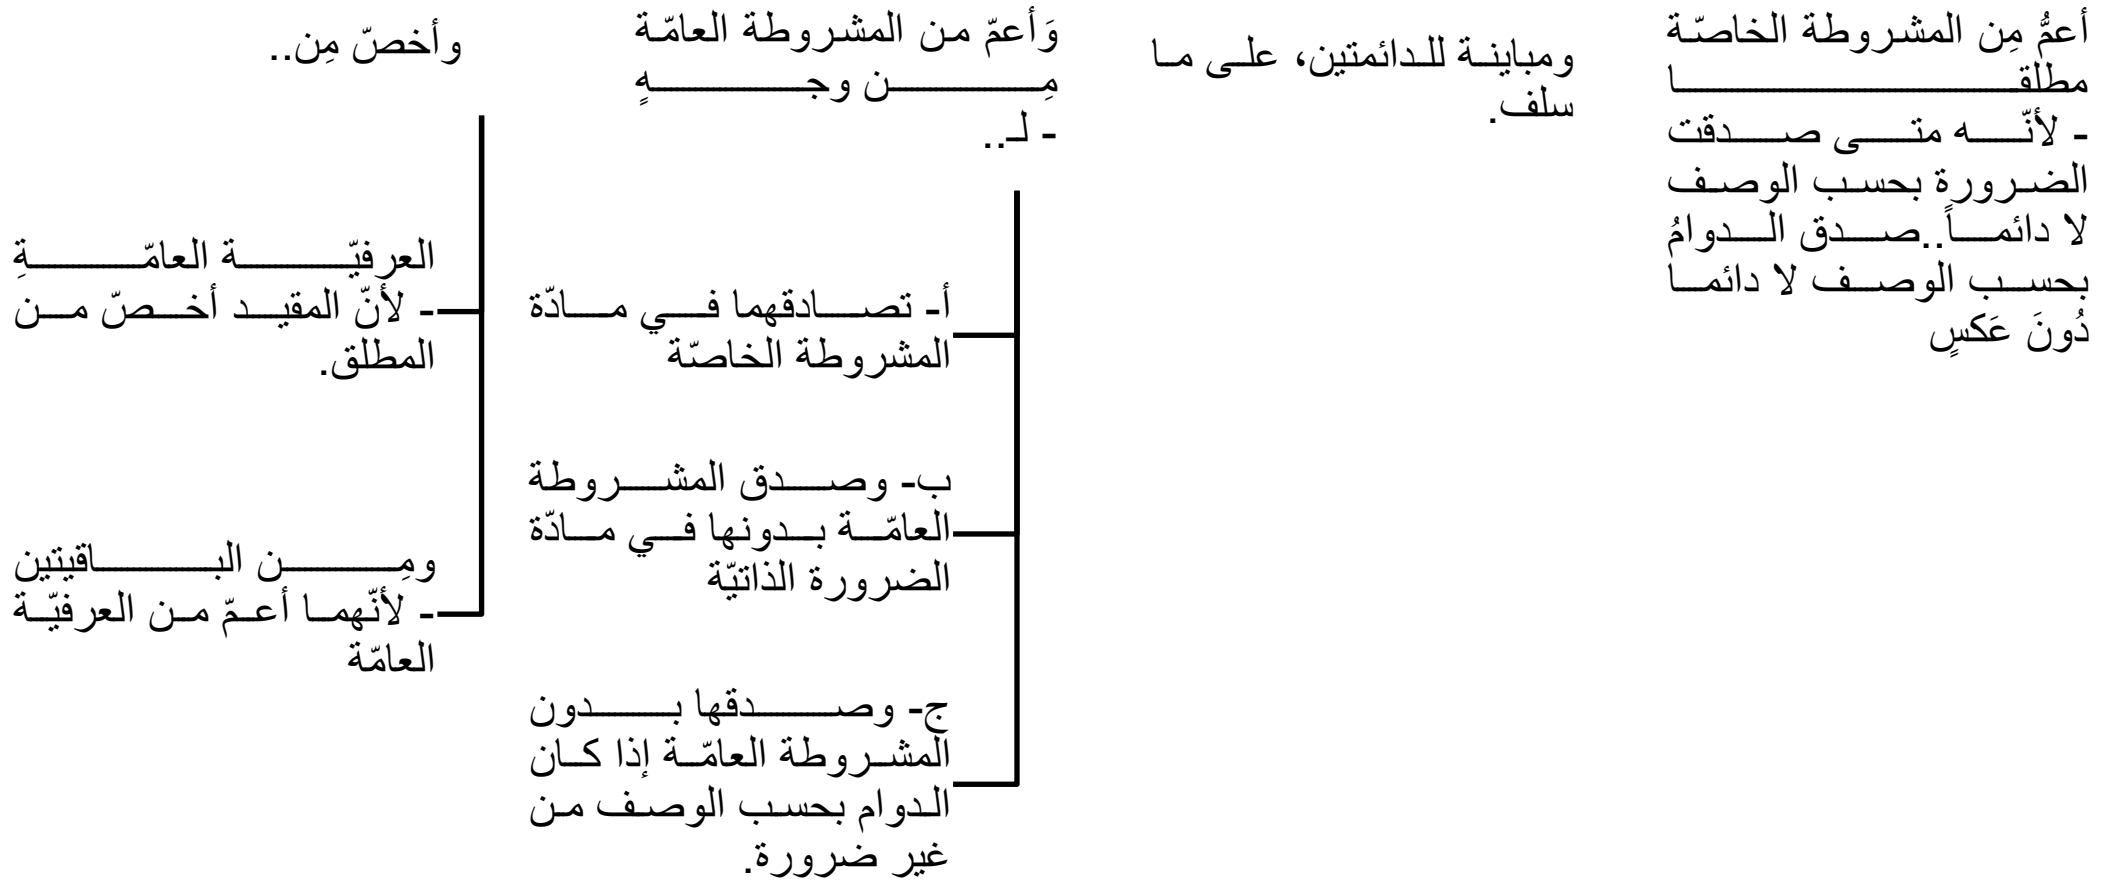 أعمُّ مِن المشروطة الخاصّة
مطلقا
- لأنّه متى صدقت
الضرورة بحسب الوصف
لا دائماً..صدق الدوامُ
بحسب الوصف لا دائما
دُونَ عَكسٍ
ومباينة للدائمتين، على ما
سلف.
وَأعمّ من المشروطة العامّة
مِن وجهٍ
- لـ..
أ- تصادقهما في مادّة
المشروطة الخاصّة
ب- وصدق المشروطة
العامّة بدونها في مادّة
الضرورة الذاتيّة
ج- وصدقها بدون
المشروطة العامّة إذا كان
الدوام بحسب الوصف من
غير ضرورة.
وأخصّ مِن..
العرفيّة العامّةِ
- لأنّ المقيد أخصّ من
المطلق.
ومِن الباقيتين
- لأنّهما أعمّ من العرفيّة
العامّة